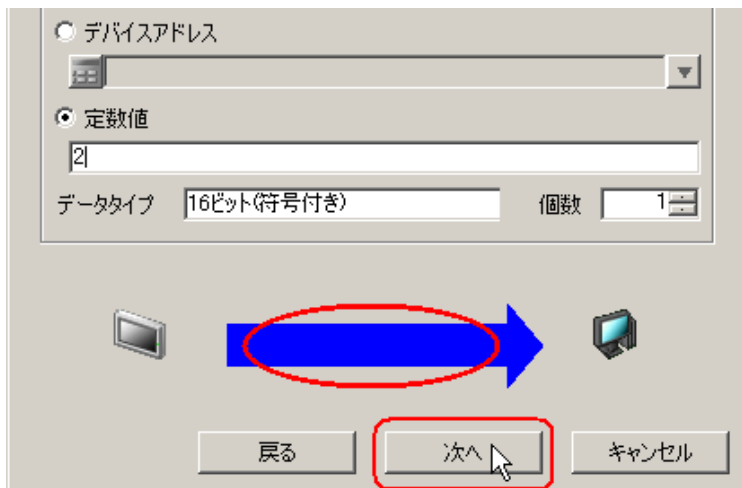 デバイスアドレス
定数値
2
データタイプ 16ビット(符号付き) 個数 1
戻る 次へ キャンセル